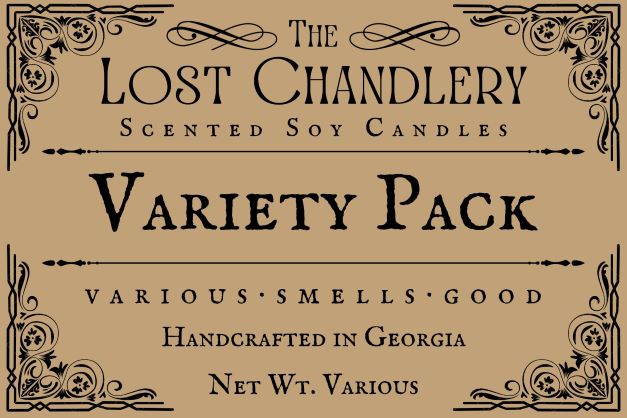 The
Lost Chandlery
Scented Soy Candles
Variety Pack
VARIOUS·SMELLS·GOOD
Handcrafted in Georgia
Net Wt. Various